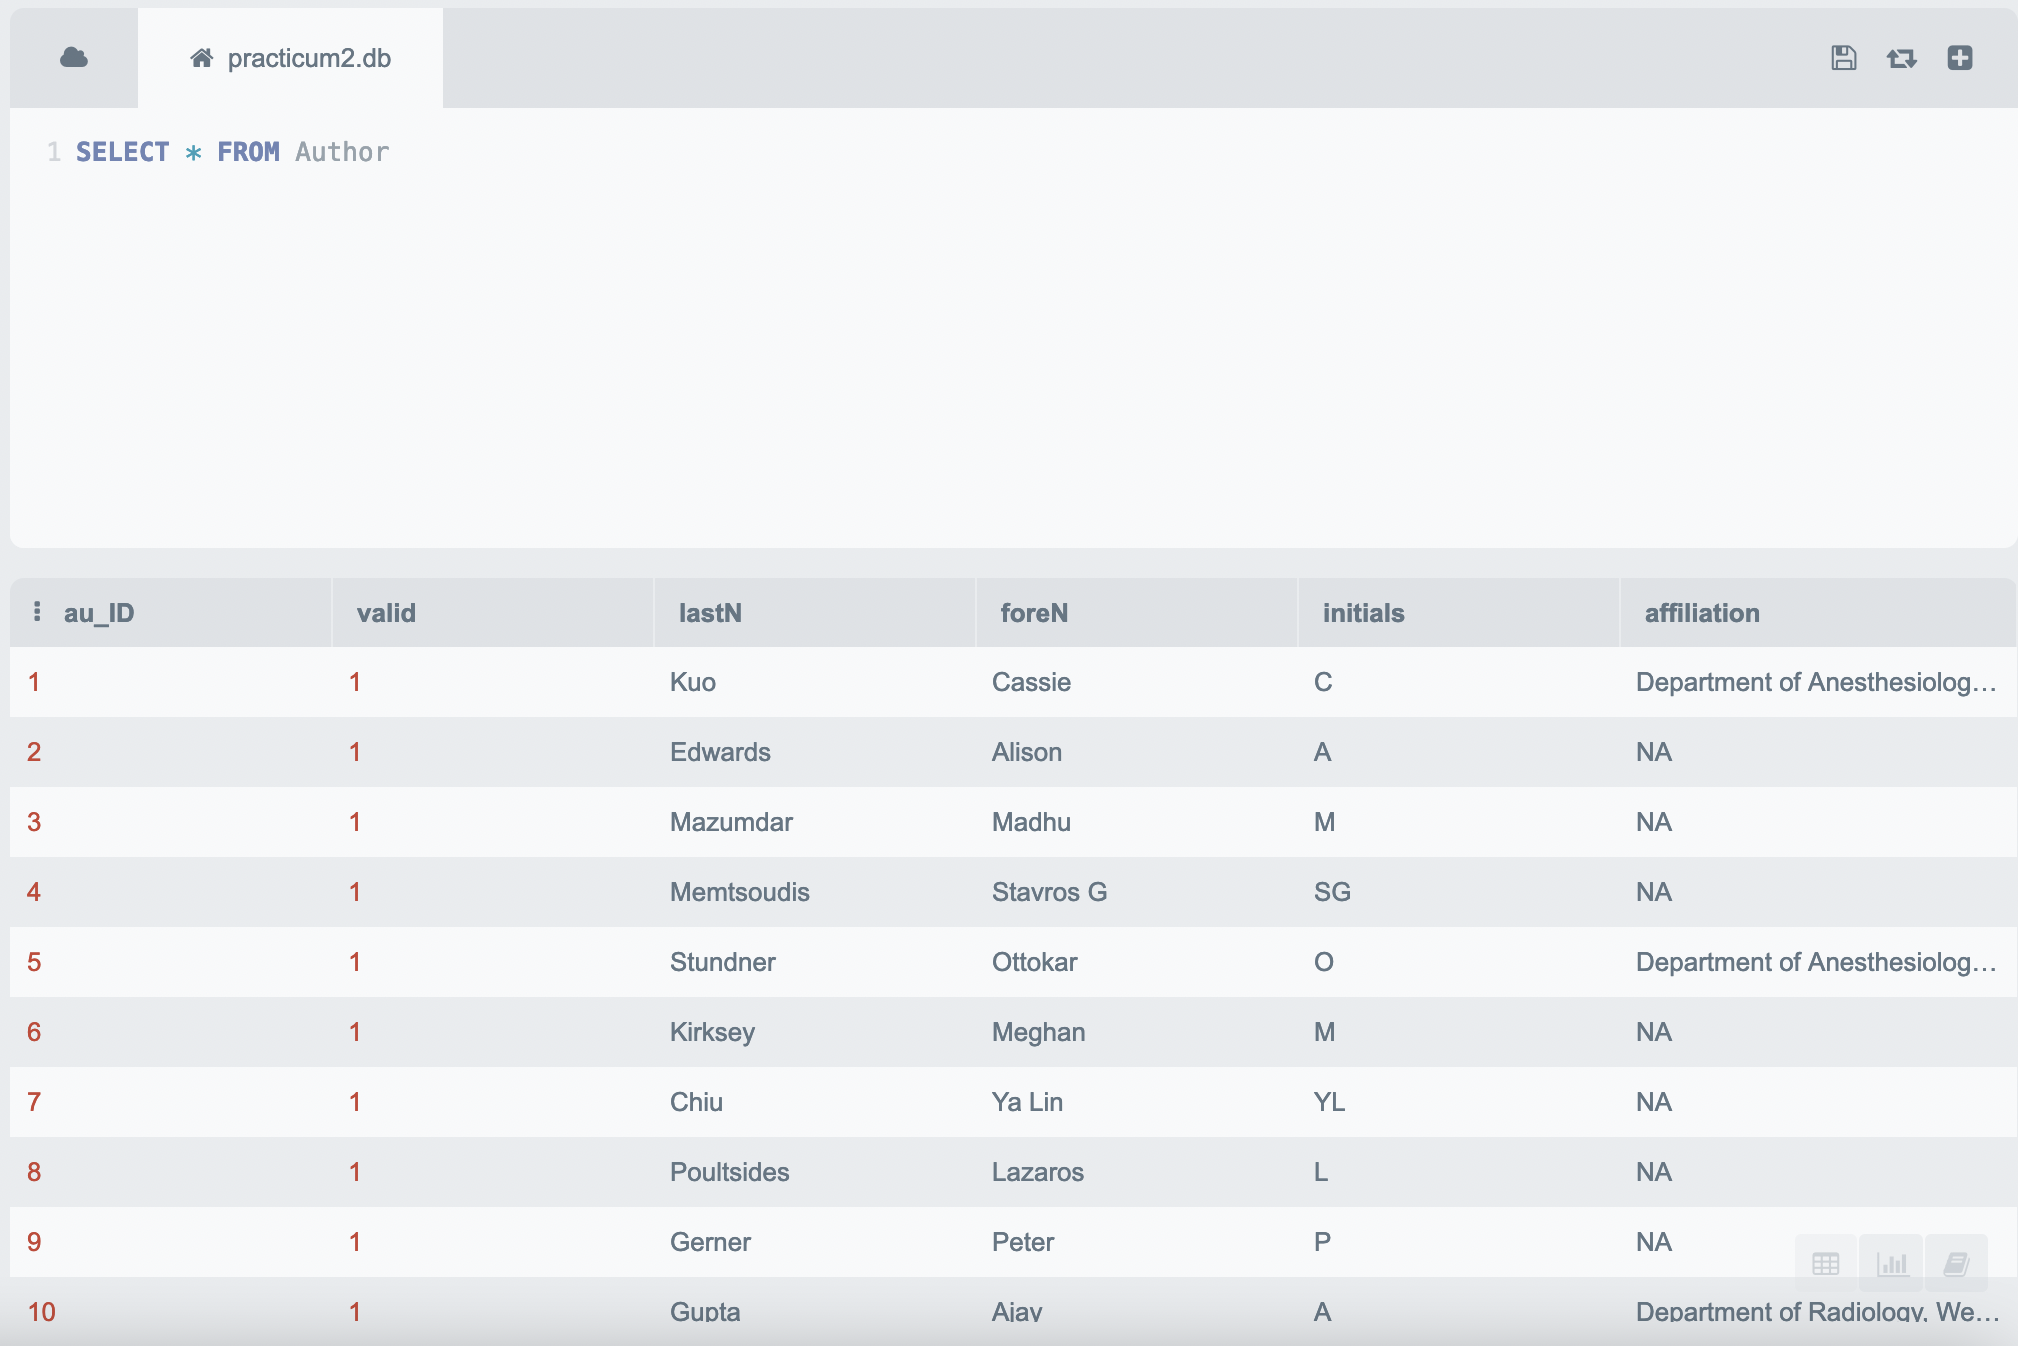 practicum2.db
1 SELECT * FROM Author
au_ID valid lastN foreN initials affiliation
1 1 Kuo Cassie C Department of Anesthesiolog…
2 1 Edwards Alison A NA
3 1 Mazumdar Madhu M NA
4 1 Memtsoudis Stavros G SG NA
5 1 Stundner Ottokar O Department of Anesthesiolog…
6 1 Kirksey Meghan M NA
7 1 Chiu Ya Lin YL NA
8 1 Poultsides Lazaros L NA
9 1 Gerner Peter P NA
10 1 Gupta Ajay A Department of Radiology, We…